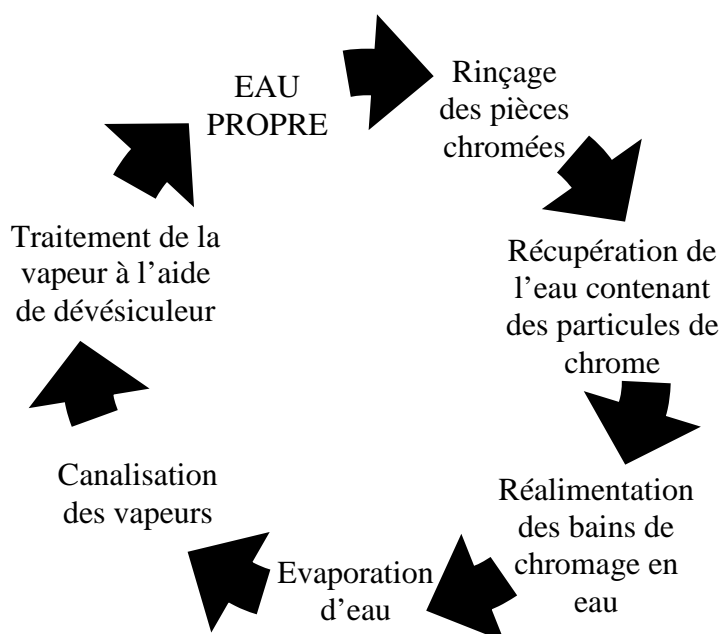 EAU
PROPRE
Rinçage
des pièces
chromées
Récupération de
l'eau contenant
des particules de
chrome
Réalimentation
des bains de
chromage en
eau
Evaporation
d'eau
Canalisation
des vapeurs
Traitement de la
vapeur à l'aide
de dévésiculeur